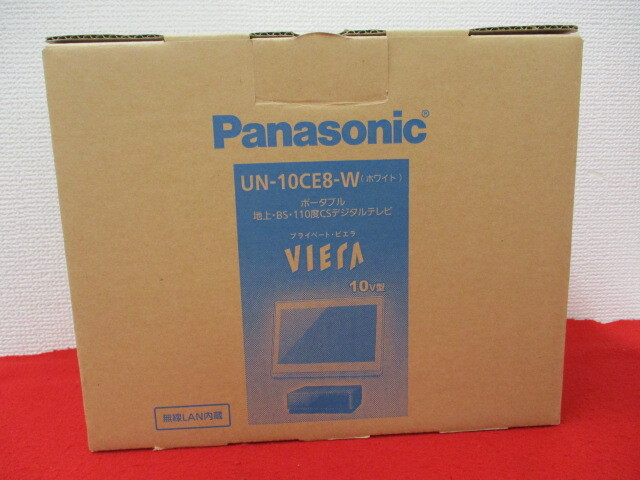 Panasonic®
UN-10CE8-W(ホワイト)
ポータブル
地上・BS・110度CSデジタルテレビ
プライベート・ビエラ
VIErA
10V型
無線LAN内蔵